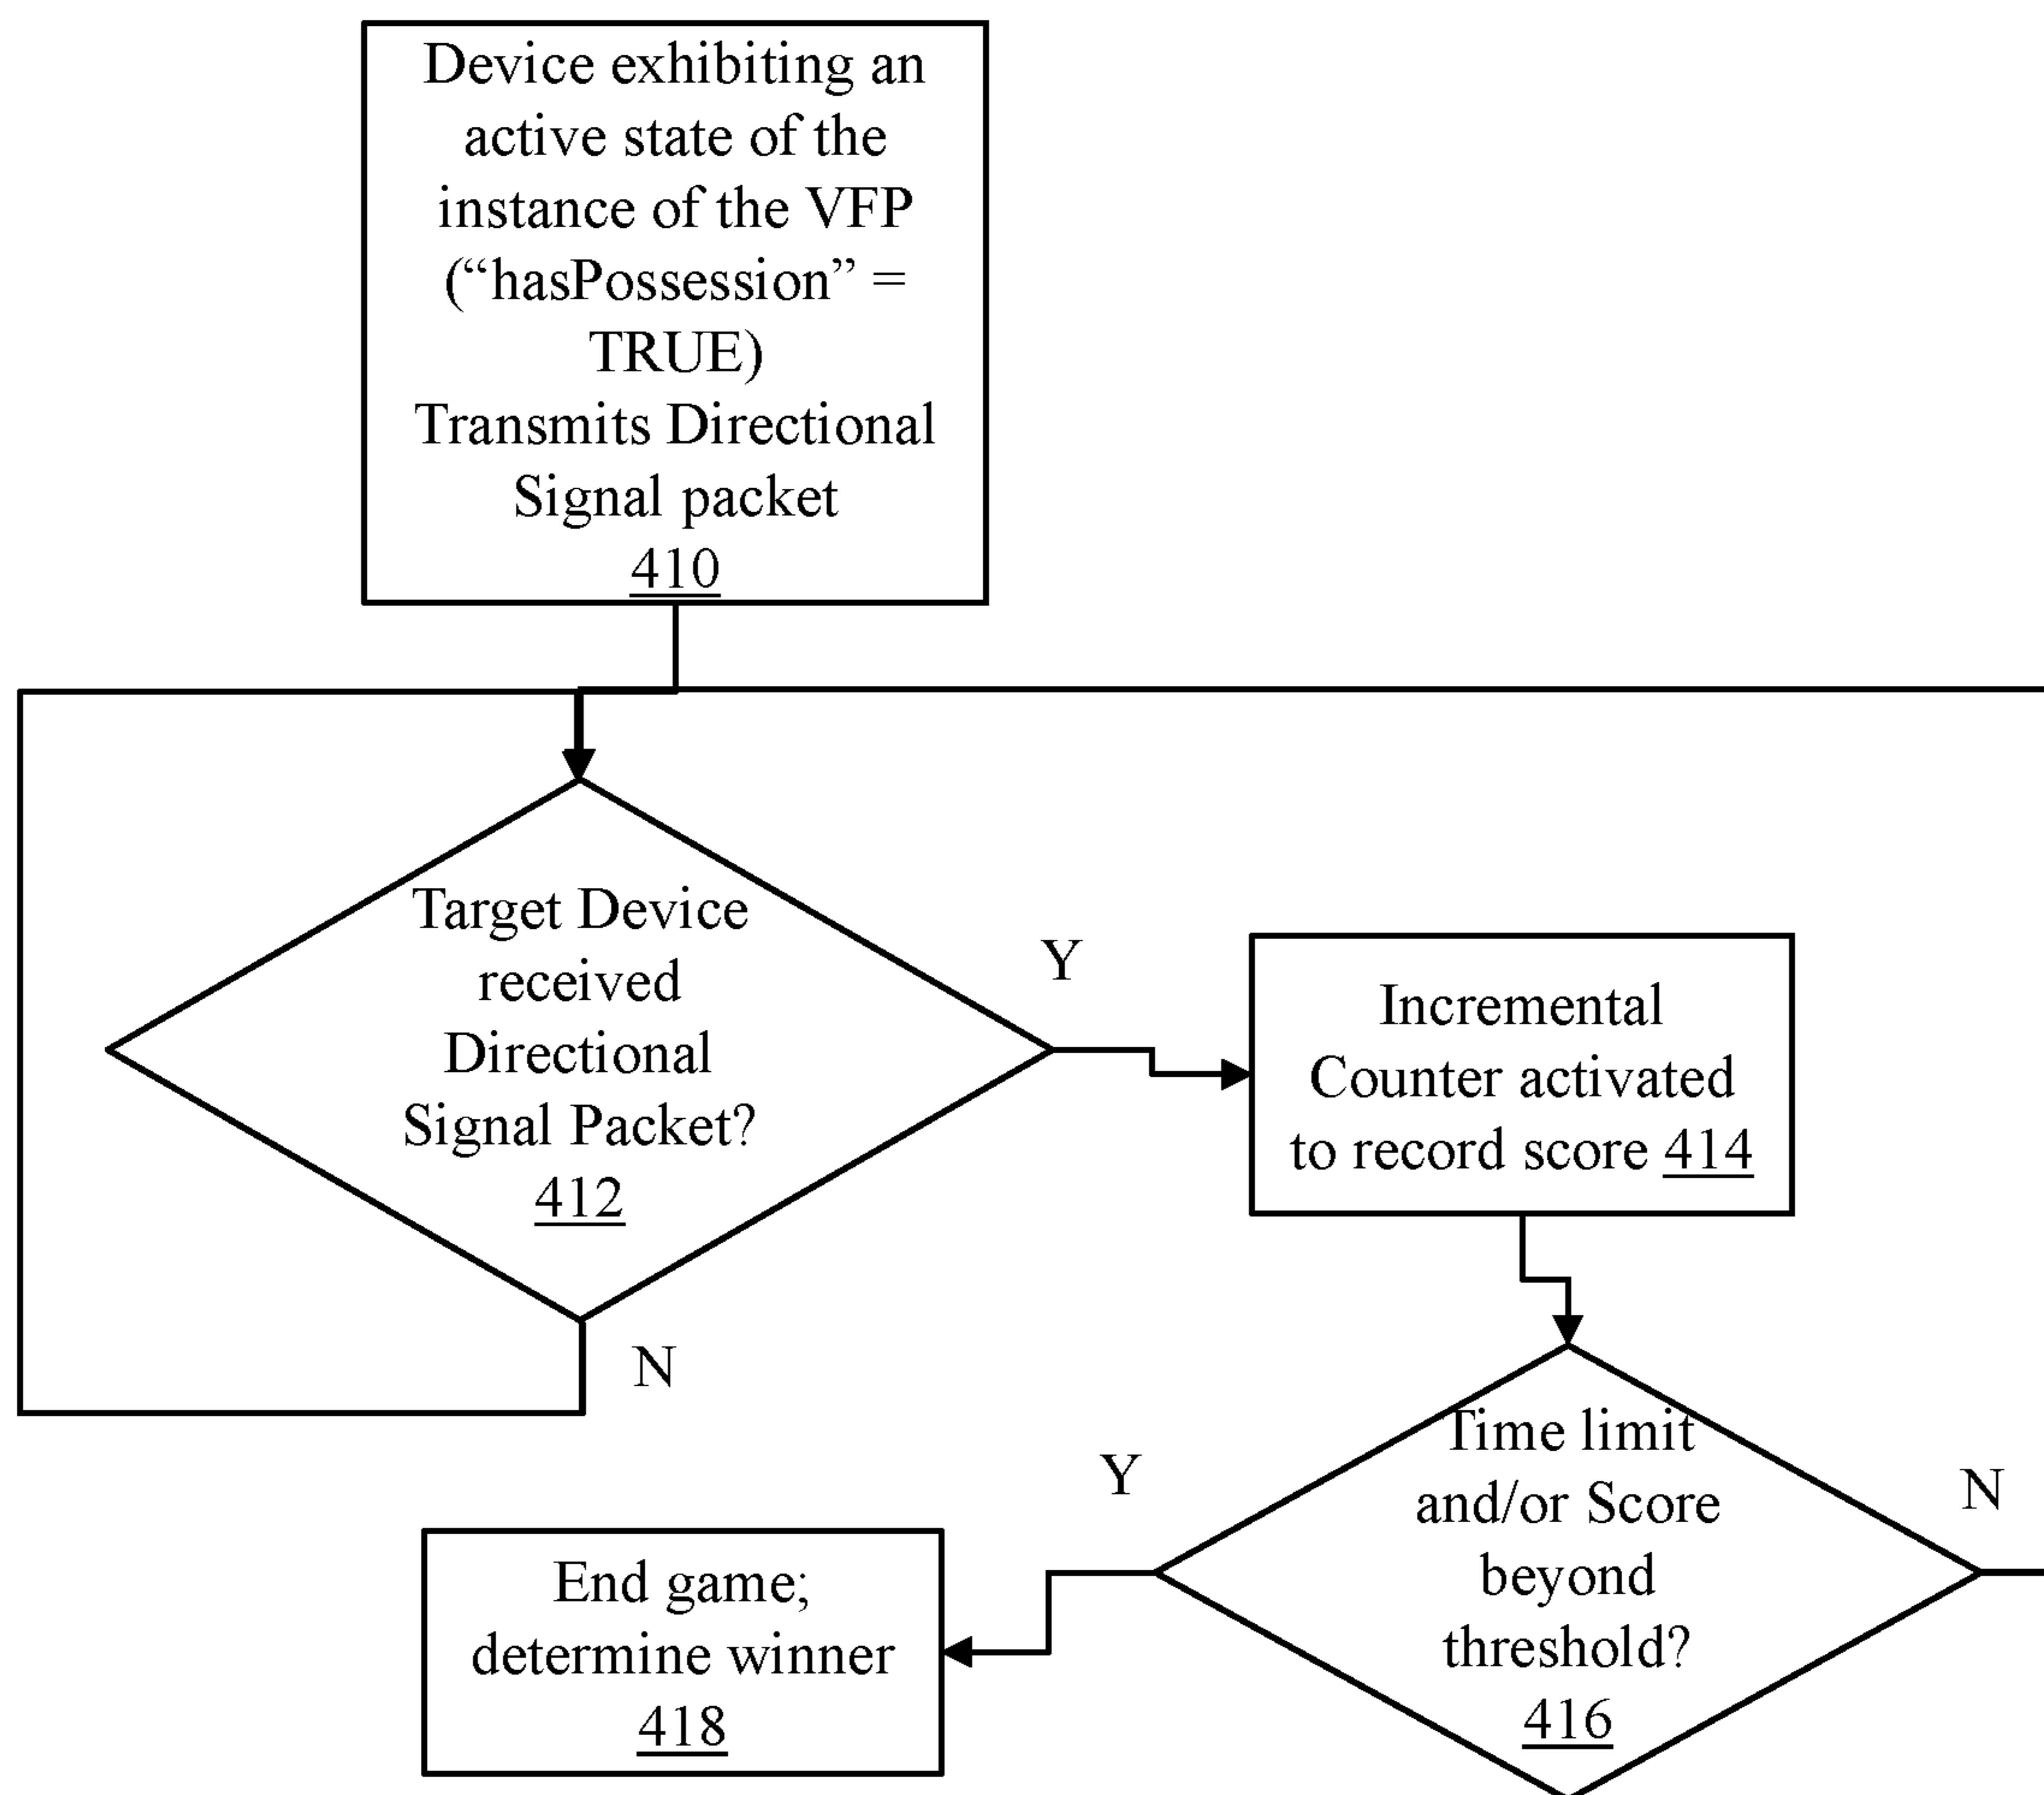 Device exhibiting an
active state of the
instance of the VFP
(“hasPossession” =
TRUE)
Transmits Directional
Signal packet
410
Target Device
received
Directional
Signal Packet?
412
Y
N
Incremental
Counter activated
to record score 414
Time limit
and/or Score
beyond
threshold?
416
Y
N
End game;
determine winner
418